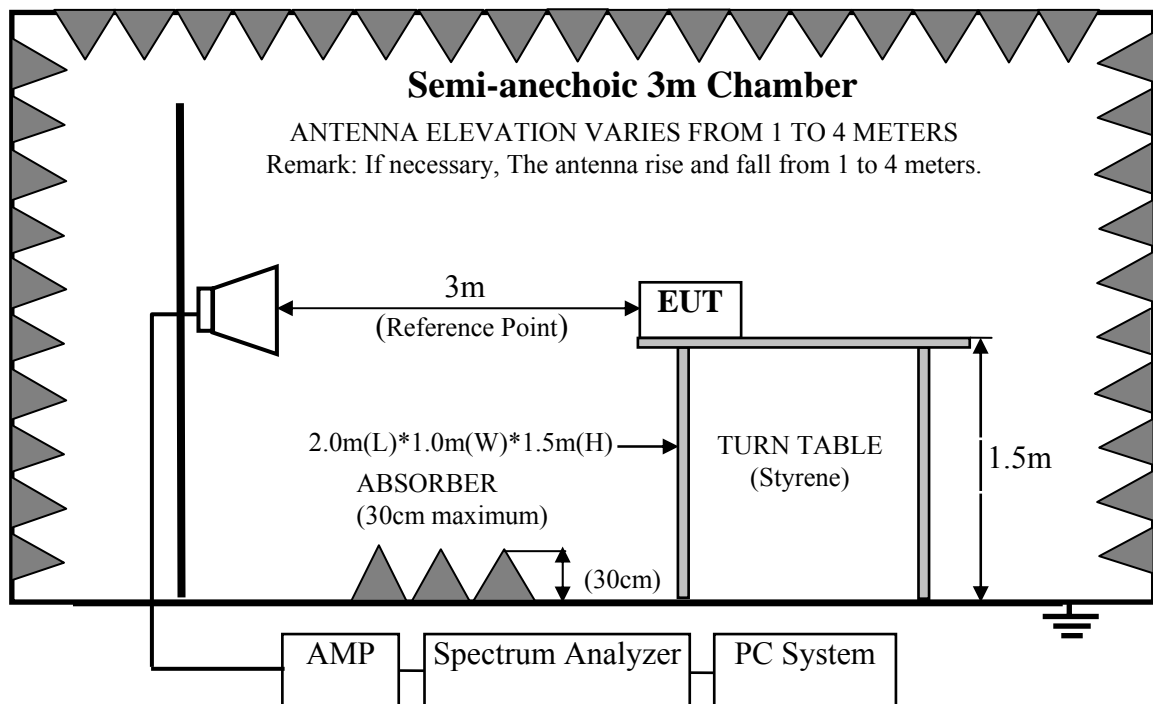 Semi-anechoic 3m Chamber
ANTENNA ELEVATION VARIES FROM 1 TO 4 METERS
Remark: If necessary, The antenna rise and fall from 1 to 4 meters.
3m
(Reference Point)
EUT
2.0m(L)*1.0m(W)*1.5m(H)
TURN TABLE
(Styrene)
1.5m
ABSORBER
(30cm maximum)
(30cm)
AMP
Spectrum Analyzer
PC System